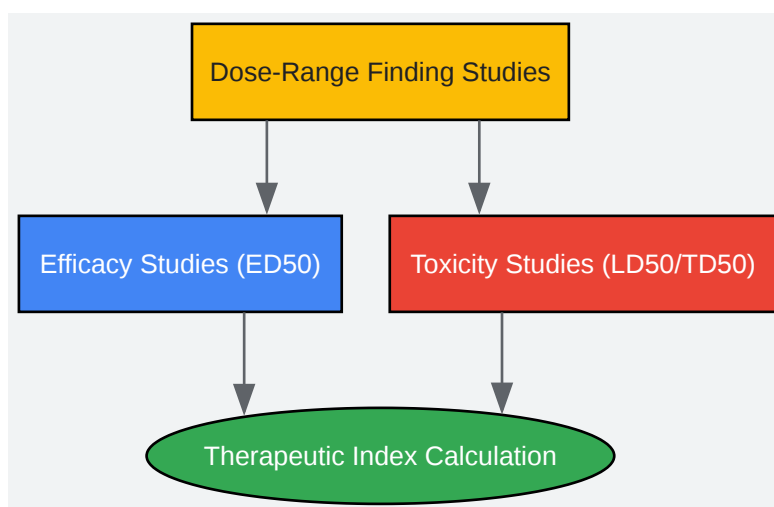 Dose-Range Finding Studies
Efficacy Studies (ED50)
Toxicity Studies (LD50/TD50)
Therapeutic Index Calculation